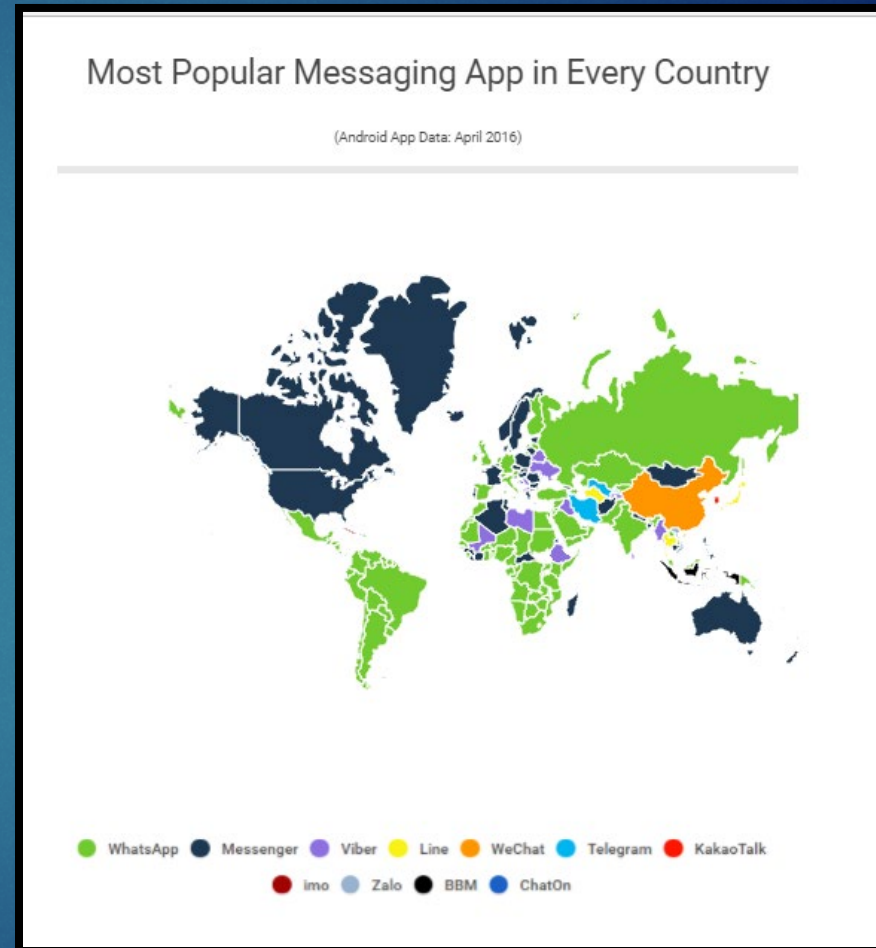 Most Popular Messaging App in Every Country
(Android App Data: April 2016)
WhatsApp Messenger Viber Line WeChat Telegram KakaoTalk
imo Zalo BBM ChatOn